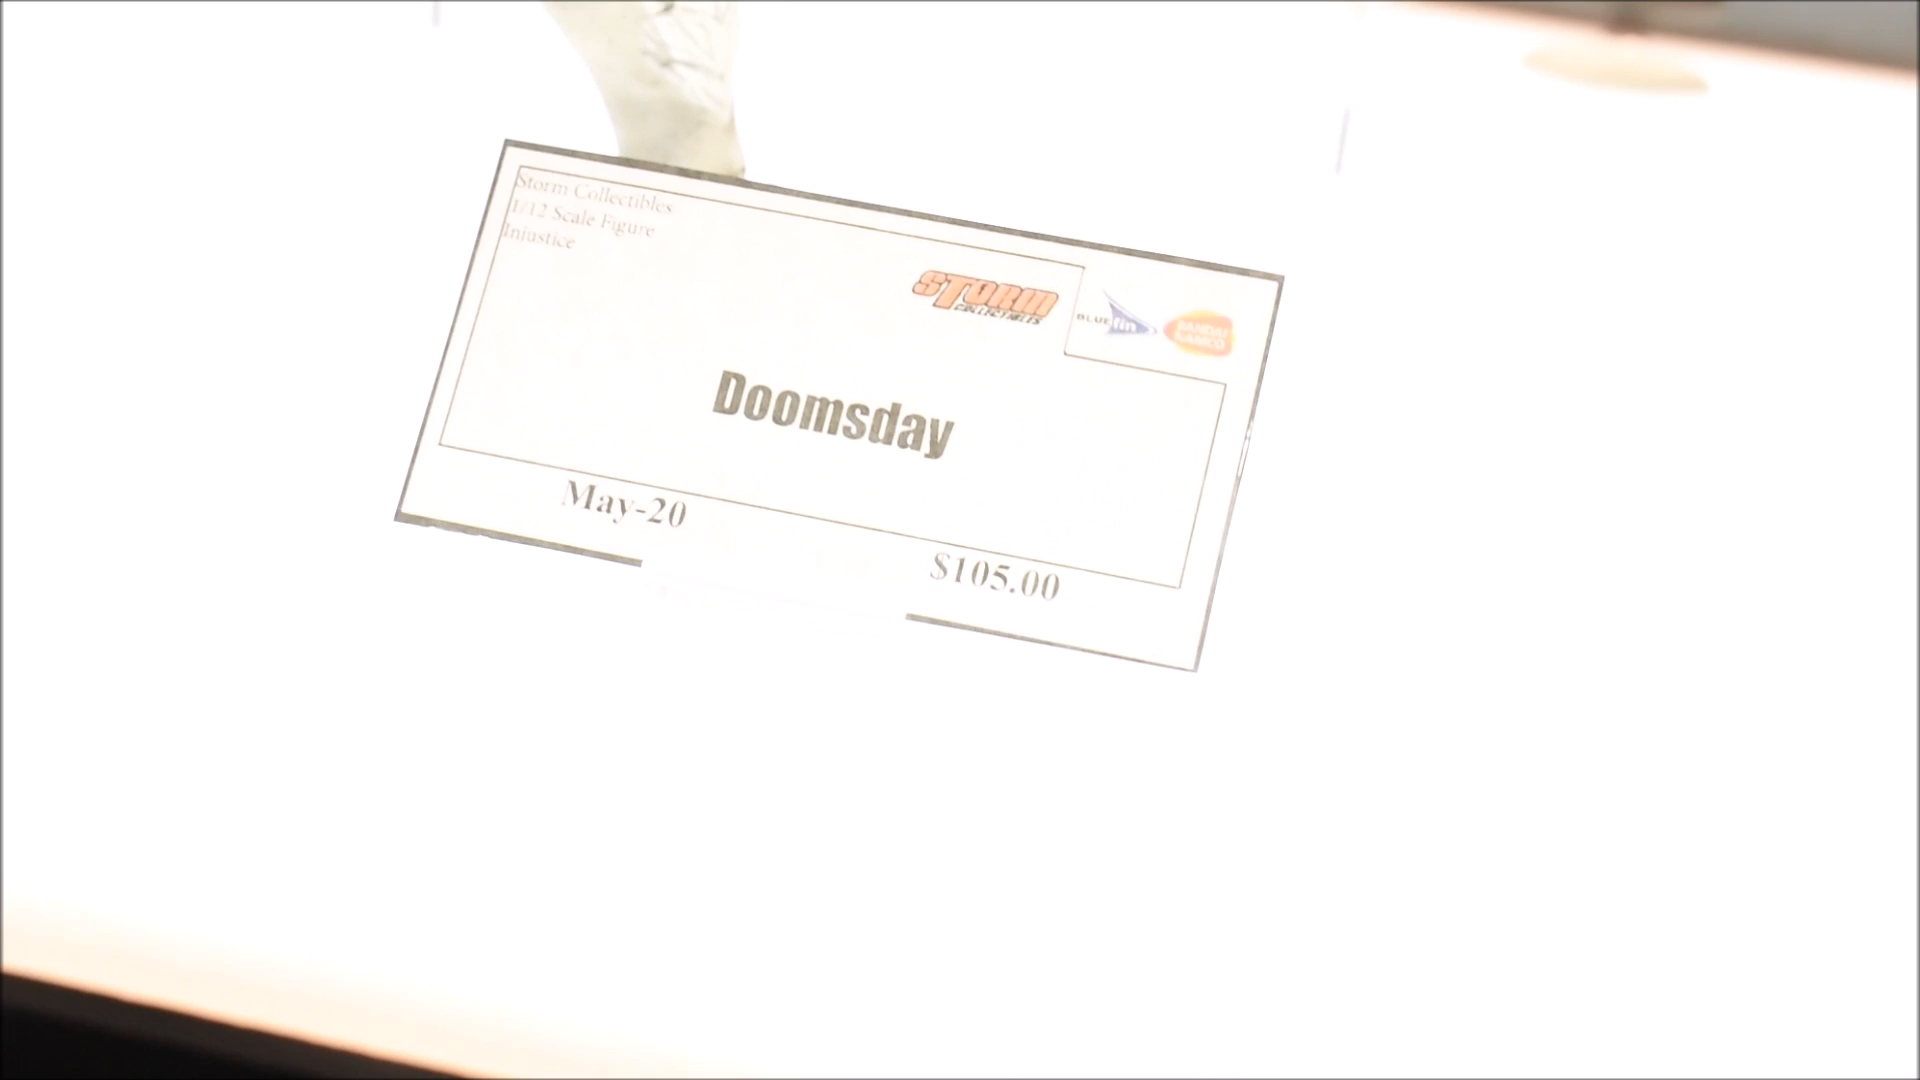 Storm Collectibles
1/12 Scale Figure
Injustice
STORM
COLLECTIBLES
BLUE fin
BANDAI
NAMCO
Doomsday
May-20
$105.00